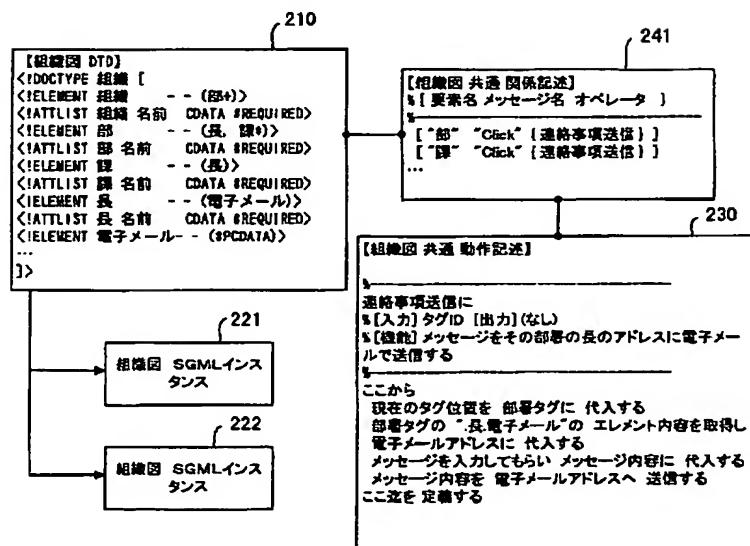 210
【組織図 DTD】
<!DOCTYPE 組織 [
<!ELEMENT 組織 - - (部+)>
<!ATTLIST 組織 名前 CDATA #REQUIRED>
<!ELEMENT 部 - - (長, 課*)>
<!ATTLIST 部 名前 CDATA #REQUIRED>
<!ELEMENT 課 - - (長)>
<!ATTLIST 課 名前 CDATA #REQUIRED>
<!ELEMENT 長 - - (電子メール)>
<!ATTLIST 長 名前 CDATA #REQUIRED>
<!ELEMENT 電子メール - - (#PCDATA)>
...
]>
241
【組織図 共通 関係記述】
%[ 要素名 メッセージ名 オペレータ ]
%
[ "部" "Click" {連絡事項送信} ]
[ "課" "Click" {連絡事項送信} ]
...
230
【組織図 共通 動作記述】
%
連絡事項送信に
%[入力] タグID [出力](なし)
%[機能] メッセージをその部署の長のアドレスに電子メー
ルで送信する
%
ここから
現在のタグ位置を 部署タグに 代入する
部署タグの ".長.電子メール"の エレメント内容を取得し
電子メールアドレスに 代入する
メッセージを入力してもらい メッセージ内容に 代入する
メッセージ内容を 電子メールアドレスへ 送信する
ここ迄を 定義する
221
組織図 SGMLインス
タンス
222
組織図 SGMLインス
タンス